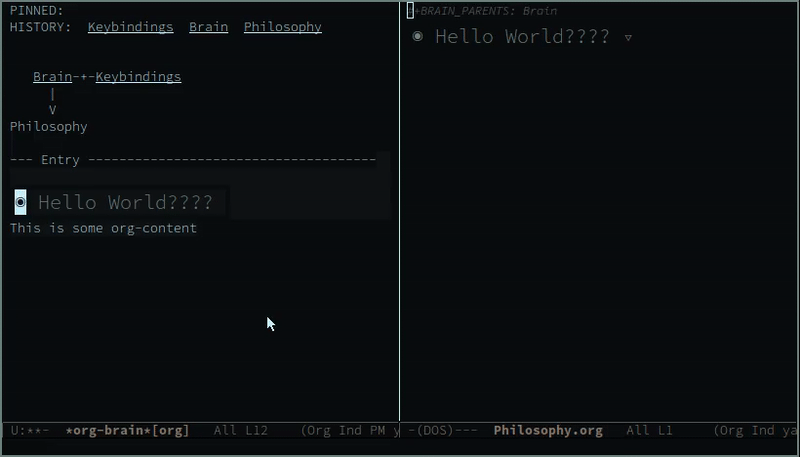 PINNED:
HISTORY: Keybindings Brain Philosophy
Brain-+-Keybindings
|
V
Philosophy
--- Entry -------------------------------------
◉ Hello World????
This is some org-content
U:**- *org-brain*[org] All L12 (Org Ind PM y
#+BRAIN_PARENTS: Brain
◉ Hello World???? ▿
-(DOS)--- Philosophy.org All L1 (Org Ind ya